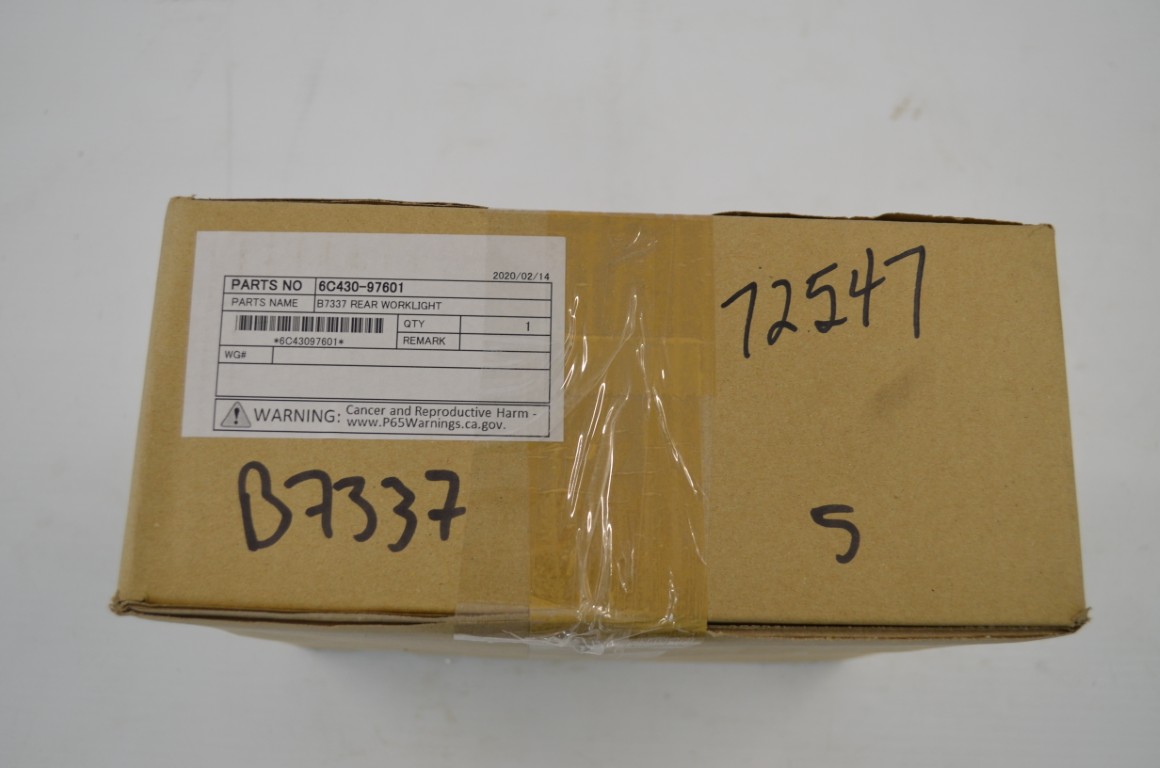 2020/02/14
PARTS NO 6C430-97601
PARTS NAME B7337 REAR WORKLIGHT
QTY 1
*6C43097601* REMARK
WG#
WARNING: Cancer and Reproductive Harm -
www.P65Warnings.ca.gov.
72547
B7337
5